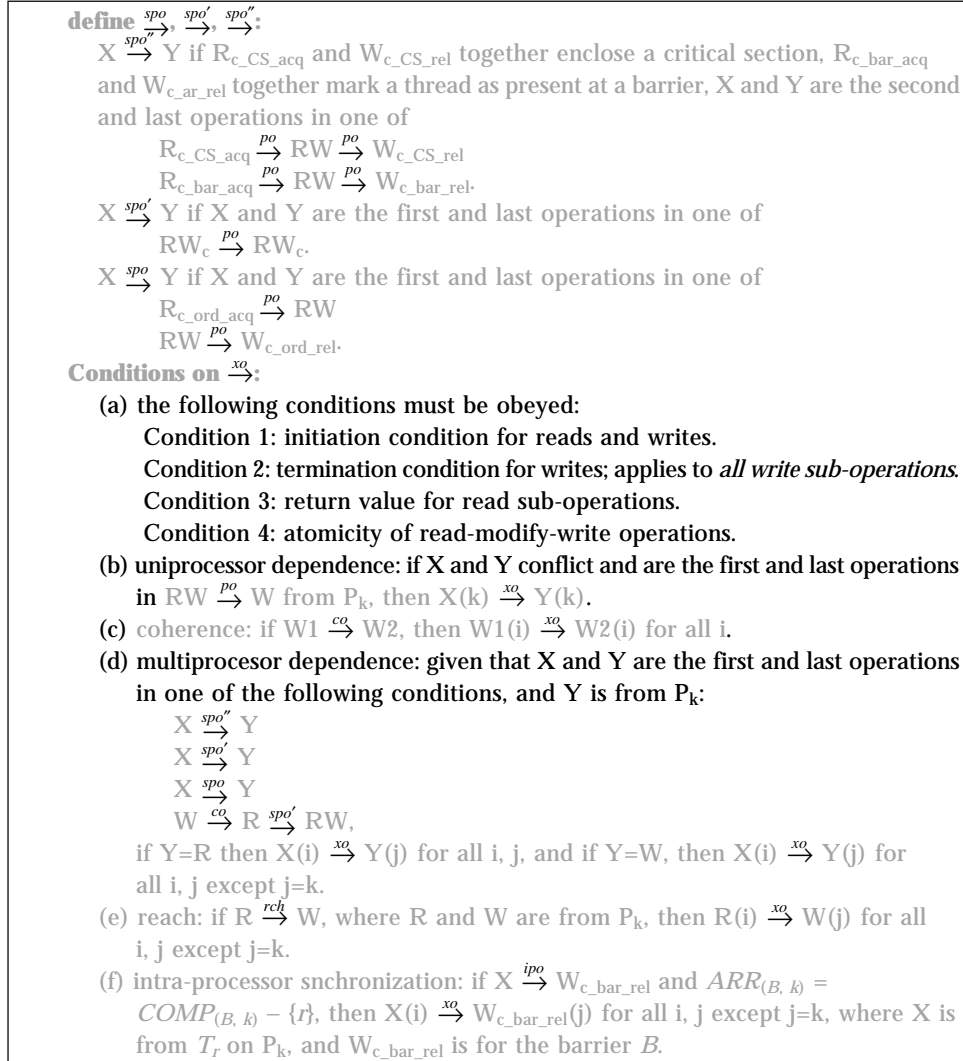 define →spo, →spo′, →spo″:
X →spo″ Y if R_c_CS_acq and W_c_CS_rel together enclose a critical section, R_c_bar_acq
and W_c_ar_rel together mark a thread as present at a barrier, X and Y are the second
and last operations in one of
R_c_CS_acq →po RW →po W_c_CS_rel
R_c_bar_acq →po RW →po W_c_bar_rel.
X →spo′ Y if X and Y are the first and last operations in one of
RW_c →po RW_c.
X →spo Y if X and Y are the first and last operations in one of
R_c_ord_acq →po RW
RW →po W_c_ord_rel.
Conditions on →xo:
(a) the following conditions must be obeyed:
Condition 1: initiation condition for reads and writes.
Condition 2: termination condition for writes; applies to all write sub-operations.
Condition 3: return value for read sub-operations.
Condition 4: atomicity of read-modify-write operations.
(b) uniprocessor dependence: if X and Y conflict and are the first and last operations
in RW →po W from P_k, then X(k) →xo Y(k).
(c) coherence: if W1 →co W2, then W1(i) →xo W2(i) for all i.
(d) multiprocesor dependence: given that X and Y are the first and last operations
in one of the following conditions, and Y is from P_k:
X →spo″ Y
X →spo′ Y
X →spo Y
W →co R →spo′ RW,
if Y=R then X(i) →xo Y(j) for all i, j, and if Y=W, then X(i) →xo Y(j) for
all i, j except j=k.
(e) reach: if R →rch W, where R and W are from P_k, then R(i) →xo W(j) for all
i, j except j=k.
(f) intra-processor snchronization: if X →ipo W_c_bar_rel and ARR_(B, k) =
COMP_(B, k) – {r}, then X(i) →xo W_c_bar_rel(j) for all i, j except j=k, where X is
from T_r on P_k, and W_c_bar_rel is for the barrier B.